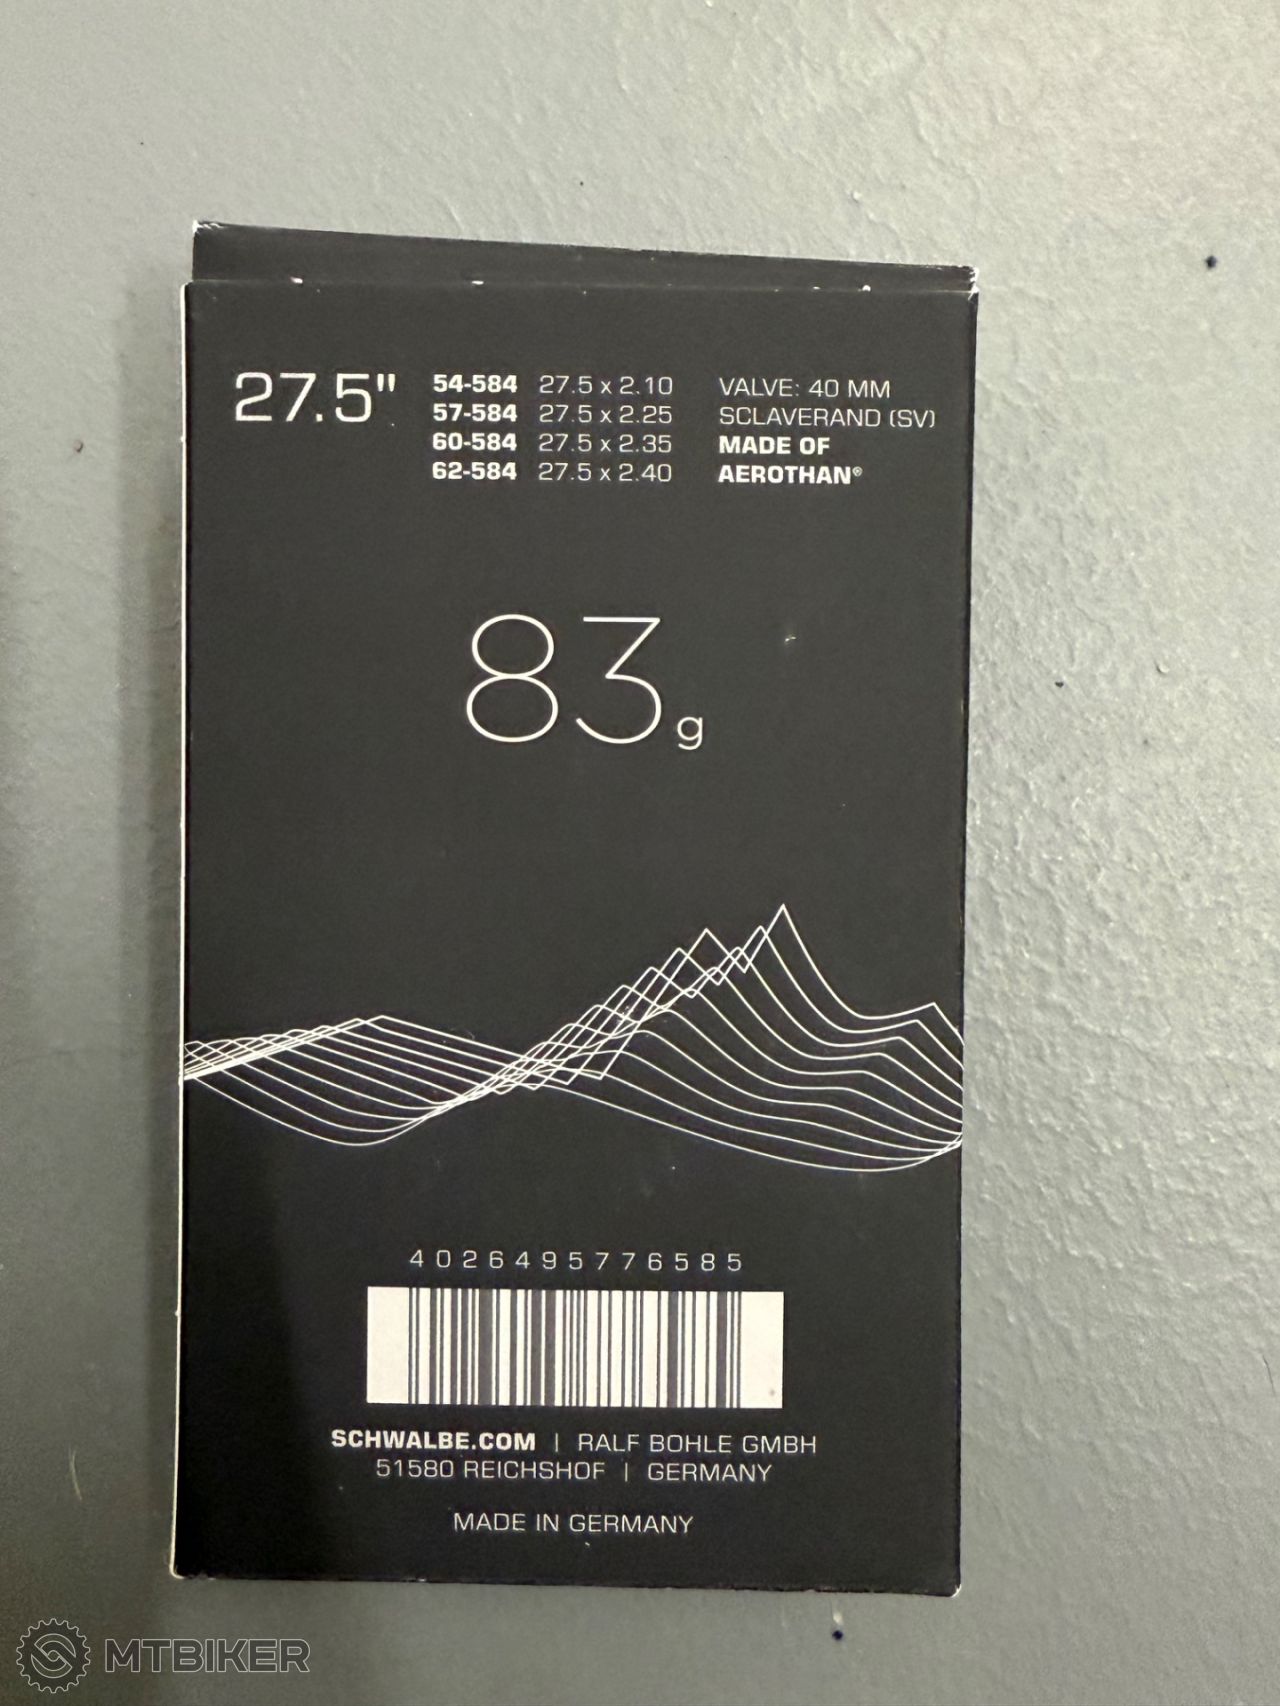 27.5"
54-584 27.5 x 2.10
57-584 27.5 x 2.25
60-584 27.5 x 2.35
62-584 27.5 x 2.40
VALVE: 40 MM
SCLAVERAND (SV)
MADE OF
AEROTHAN®
83g
4026495776585
SCHWALBE.COM | RALF BOHLE GMBH
51580 REICHSHOF | GERMANY
MADE IN GERMANY
MTBIKER